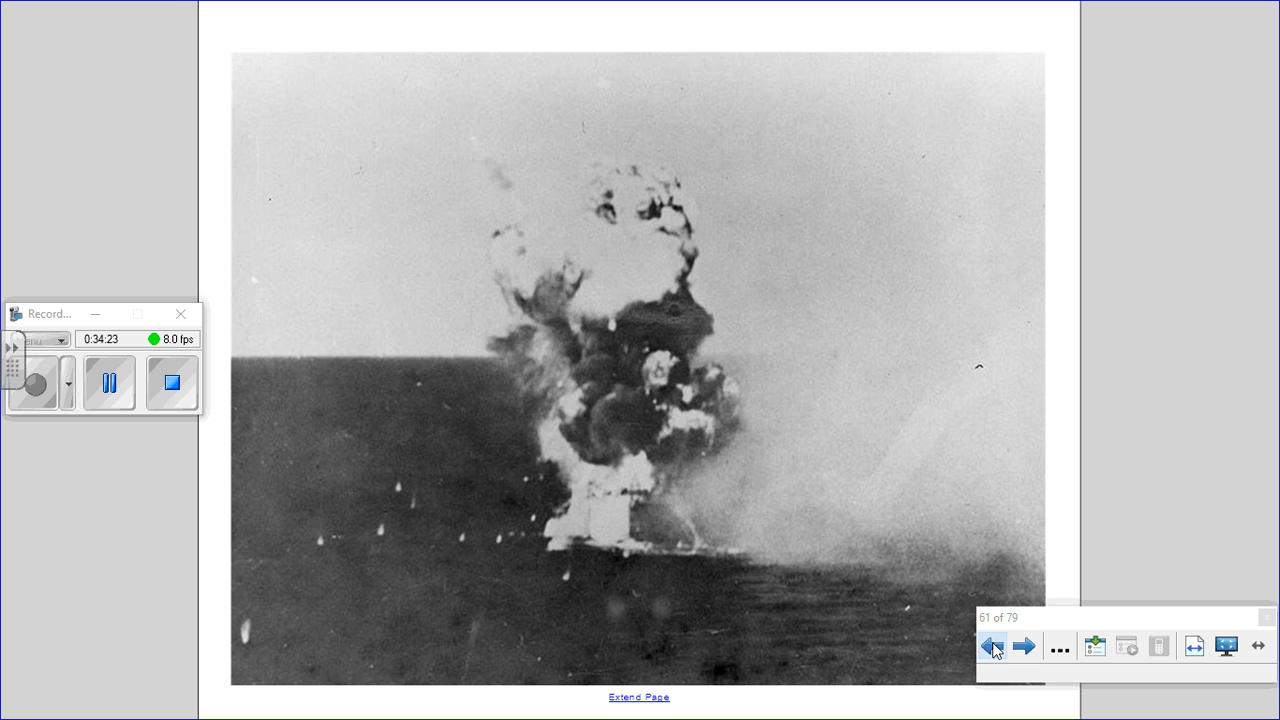 Record...
0:34:23
8.0 fps
61 of 79
Extend Page